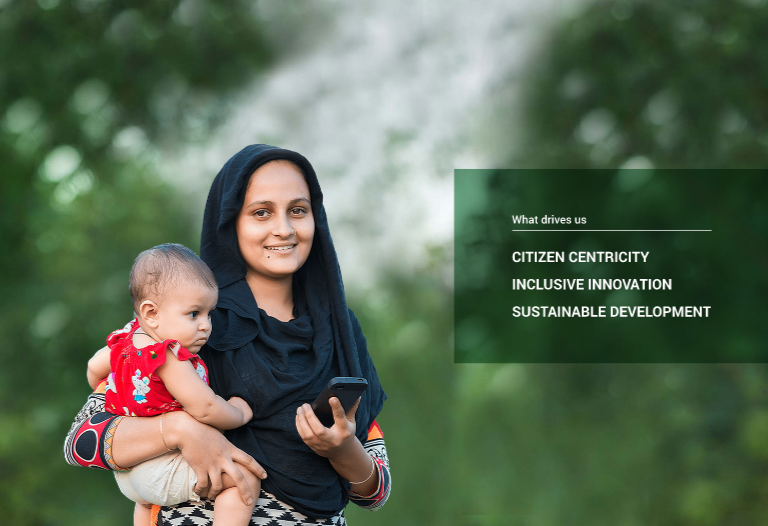 What drives us
CITIZEN CENTRICITY
INCLUSIVE INNOVATION
SUSTAINABLE DEVELOPMENT